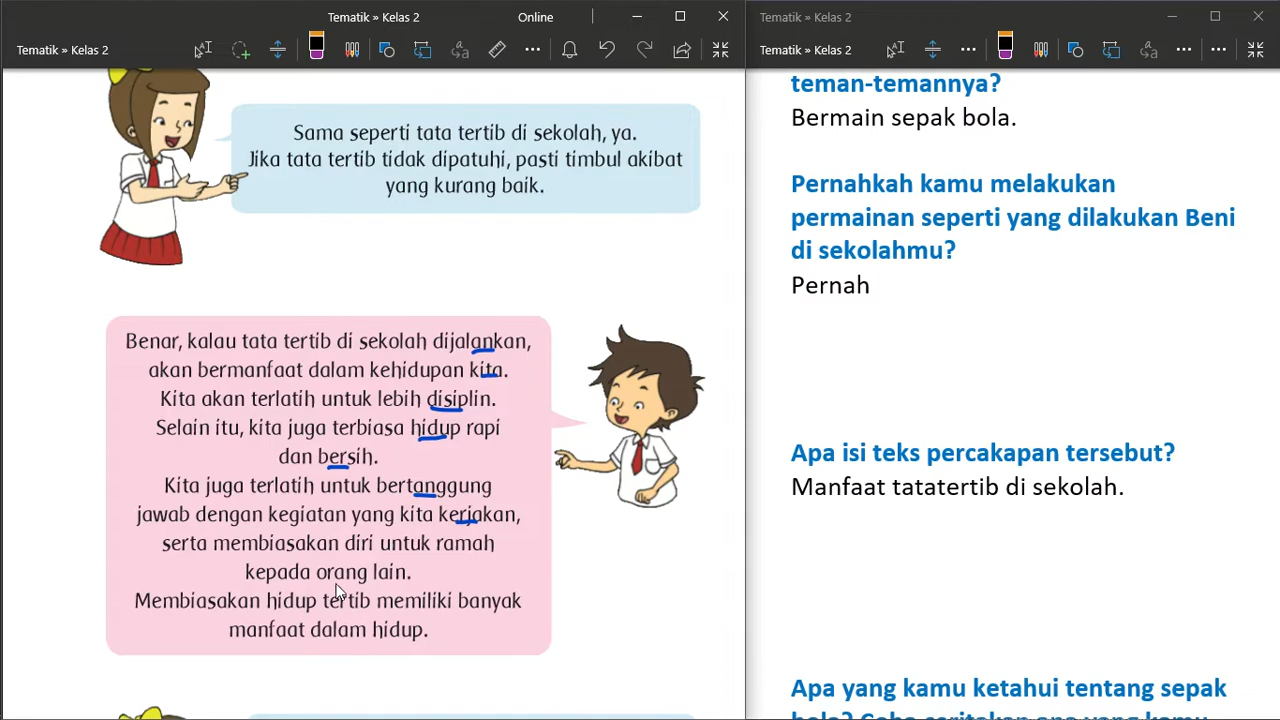 Tematik » Kelas 2
Online
Tematik » Kelas 2
Sama seperti tata tertib di sekolah, ya.
Jika tata tertib tidak dipatuhi, pasti timbul akibat
yang kurang baik.
Benar, kalau tata tertib di sekolah dijalankan,
akan bermanfaat dalam kehidupan kita.
Kita akan terlatih untuk lebih disiplin.
Selain itu, kita juga terbiasa hidup rapi
dan bersih.
Kita juga terlatih untuk bertanggung
jawab dengan kegiatan yang kita kerjakan,
serta membiasakan diri untuk ramah
kepada orang lain.
Membiasakan hidup tertib memiliki banyak
manfaat dalam hidup.
Tematik » Kelas 2
Tematik » Kelas 2
teman-temannya?
Bermain sepak bola.
Pernahkah kamu melakukan
permainan seperti yang dilakukan Beni
di sekolahmu?
Pernah
Apa isi teks percakapan tersebut?
Manfaat tatatertib di sekolah.
Apa yang kamu ketahui tentang sepak
bola? Coba ceritakan apa yang kamu